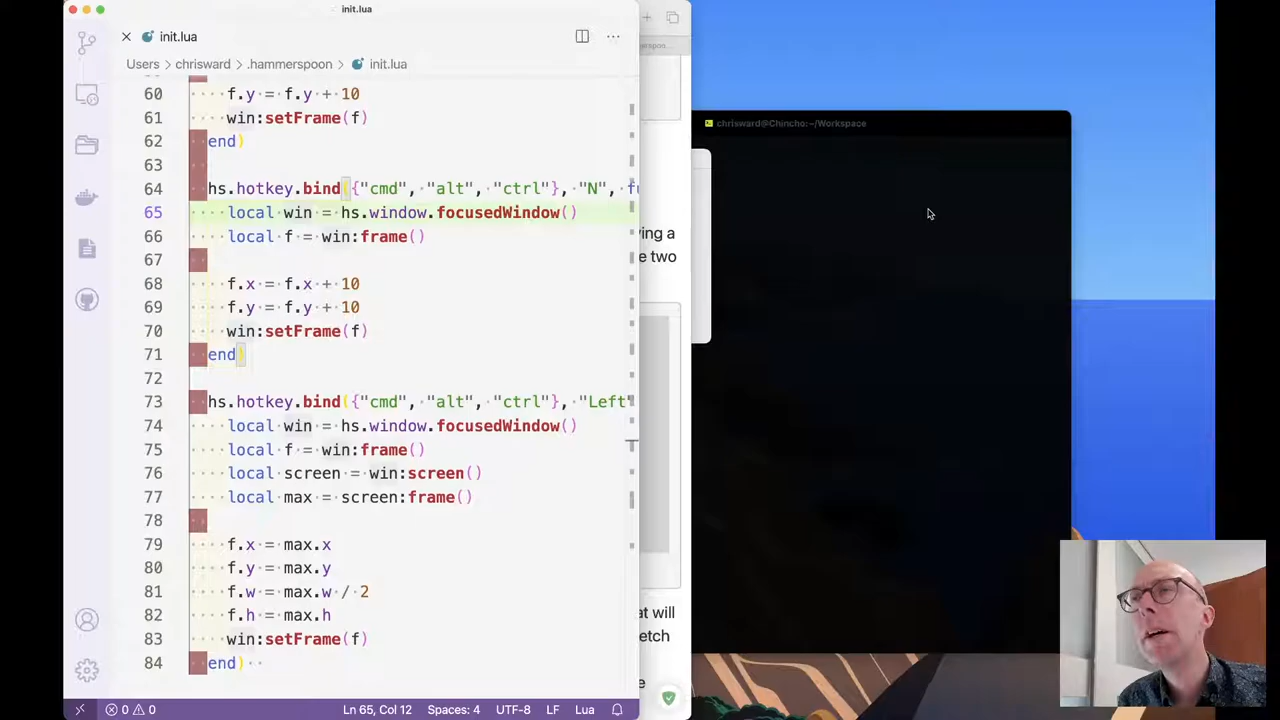 init.lua
init.lua
Users > chrisward > .hammerspoon > init.lua
60 f.y = f.y + 10
61 win:setFrame(f)
62 end)
63
64 hs.hotkey.bind({"cmd", "alt", "ctrl"}, "N", fu
65 local win = hs.window.focusedWindow()
66 local f = win:frame()
67
68 f.x = f.x + 10
69 f.y = f.y + 10
70 win:setFrame(f)
71 end)
72
73 hs.hotkey.bind({"cmd", "alt", "ctrl"}, "Left"
74 local win = hs.window.focusedWindow()
75 local f = win:frame()
76 local screen = win:screen()
77 local max = screen:frame()
78
79 f.x = max.x
80 f.y = max.y
81 f.w = max.w / 2
82 f.h = max.h
83 win:setFrame(f)
84 end)
0 0 Ln 65, Col 12 Spaces: 4 UTF-8 LF Lua
erspoon...
ving a
e two
at will
etch
e
chrisward@Chincho:~/Workspace